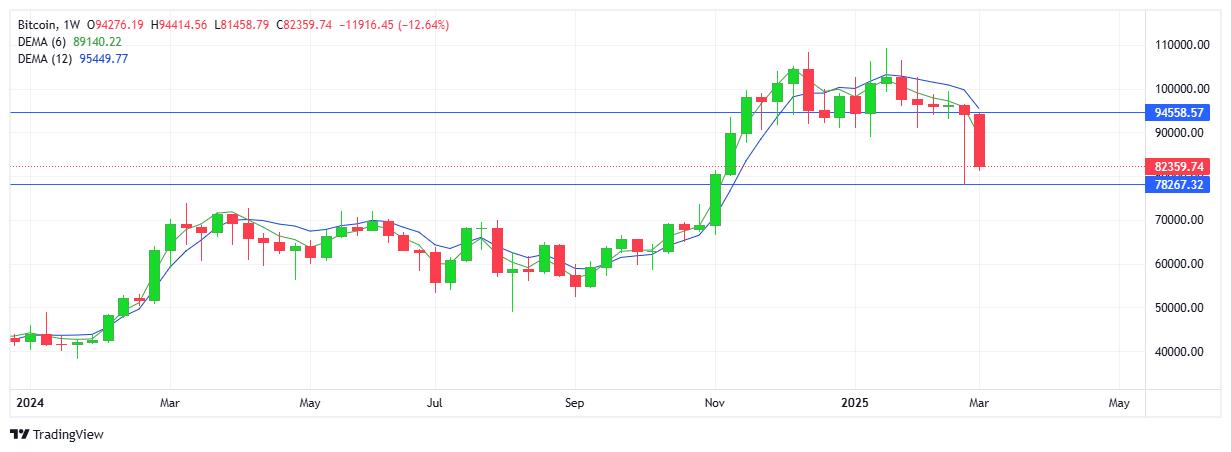 Bitcoin, 1W O94276.19 H94414.56 L81458.79 C82359.74 −11916.45 (−12.64%)
DEMA (6) 89140.22
DEMA (12) 95449.77
110000.00
100000.00
94558.57
90000.00
82359.74
78267.32
70000.00
60000.00
50000.00
40000.00
2024 Mar May Jul Sep Nov 2025 Mar May
TradingView